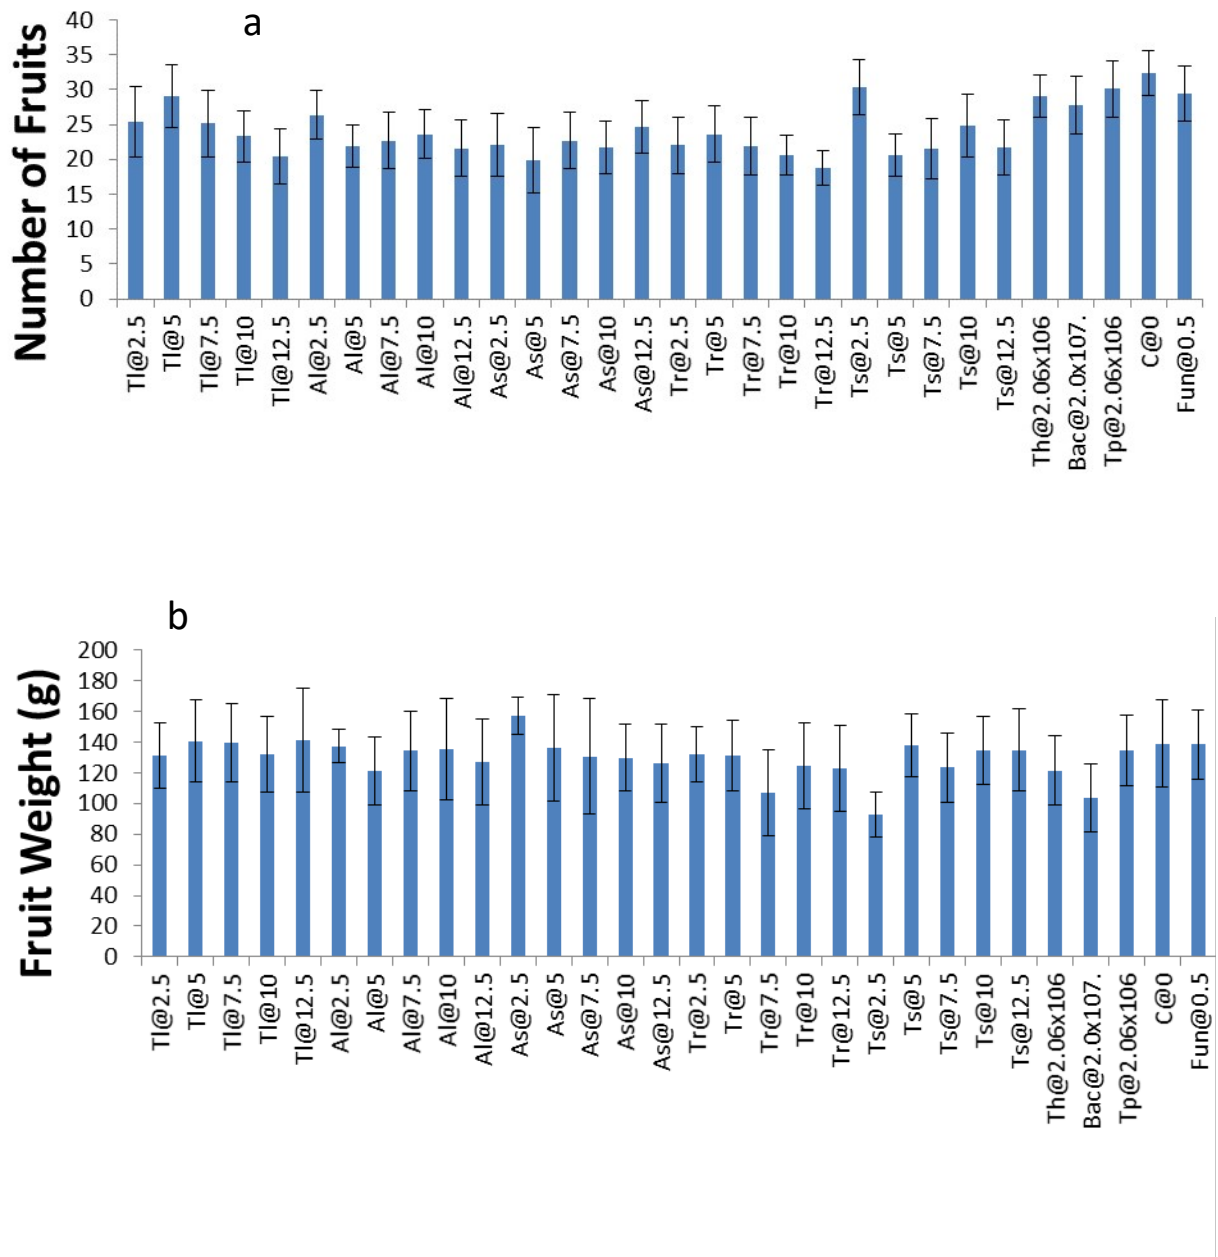 a
Number of Fruits
40
35
30
25
20
15
10
5
0
Tl@2.5
Tl@5
Tl@7.5
Tl@10
Tl@12.5
Al@2.5
Al@5
Al@7.5
Al@10
Al@12.5
As@2.5
As@5
As@7.5
As@10
As@12.5
Tr@2.5
Tr@5
Tr@7.5
Tr@10
Tr@12.5
Ts@2.5
Ts@5
Ts@7.5
Ts@10
Ts@12.5
Th@2.06x106
Bac@2.0x107.
Tp@2.06x106
C@0
Fun@0.5
b
Fruit Weight (g)
200
180
160
140
120
100
80
60
40
20
0
Tl@2.5
Tl@5
Tl@7.5
Tl@10
Tl@12.5
Al@2.5
Al@5
Al@7.5
Al@10
Al@12.5
As@2.5
As@5
As@7.5
As@10
As@12.5
Tr@2.5
Tr@5
Tr@7.5
Tr@10
Tr@12.5
Ts@2.5
Ts@5
Ts@7.5
Ts@10
Ts@12.5
Th@2.06x106
Bac@2.0x107.
Tp@2.06x106
C@0
Fun@0.5